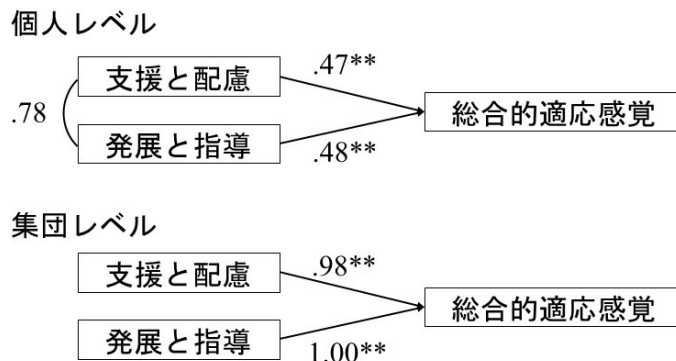 個人レベル
支援と配慮
.47**
.78
総合的適応感覚
発展と指導
.48**
集団レベル
支援と配慮
.98**
総合的適応感覚
発展と指導
1.00**